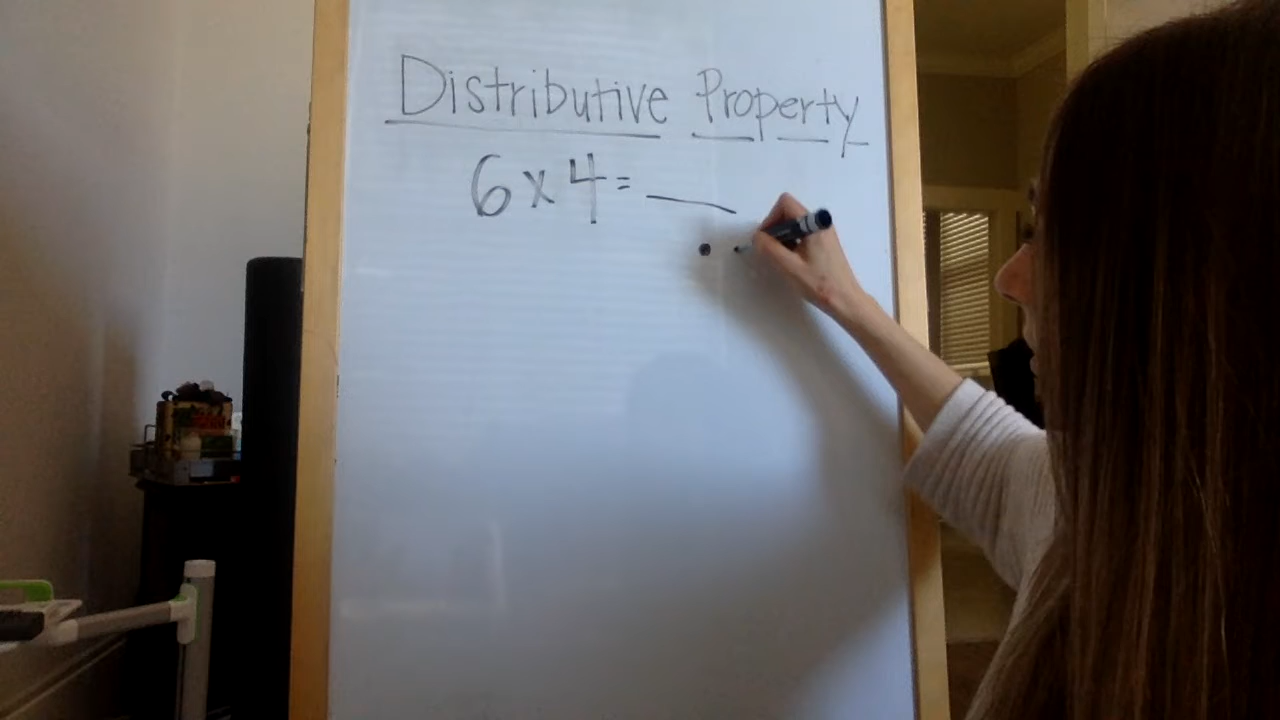 Distributive Property
6 x 4 = ___